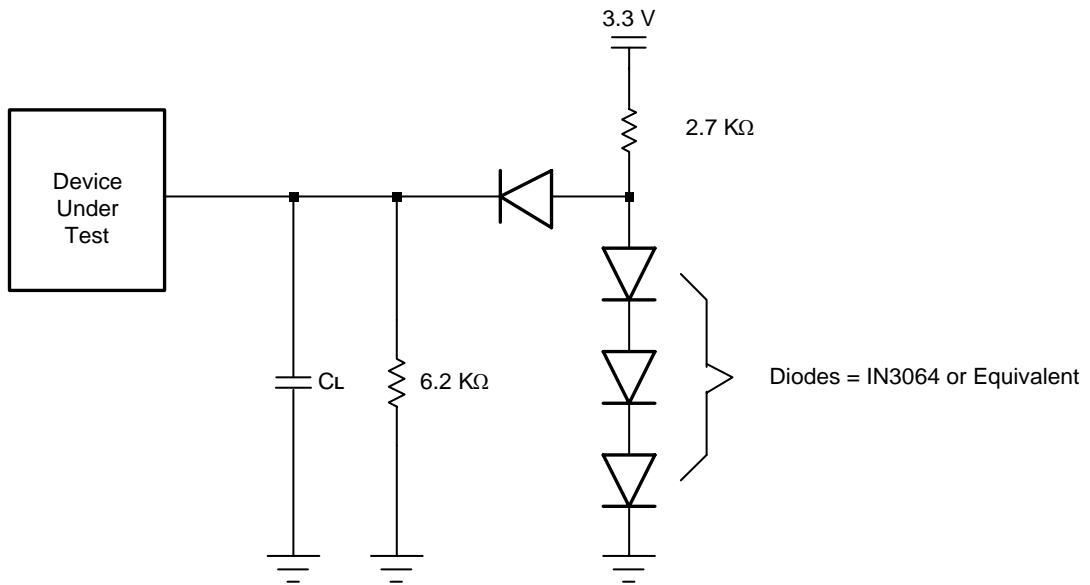 3.3 V
2.7 KΩ
Device
Under
Test
CL
6.2 KΩ
Diodes = IN3064 or Equivalent